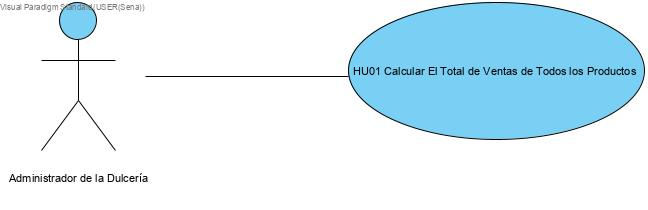 Visual Paradigm Standard(USER(Sena))
HU01 Calcular El Total de Ventas de Todos los Productos
Administrador de la Dulcería